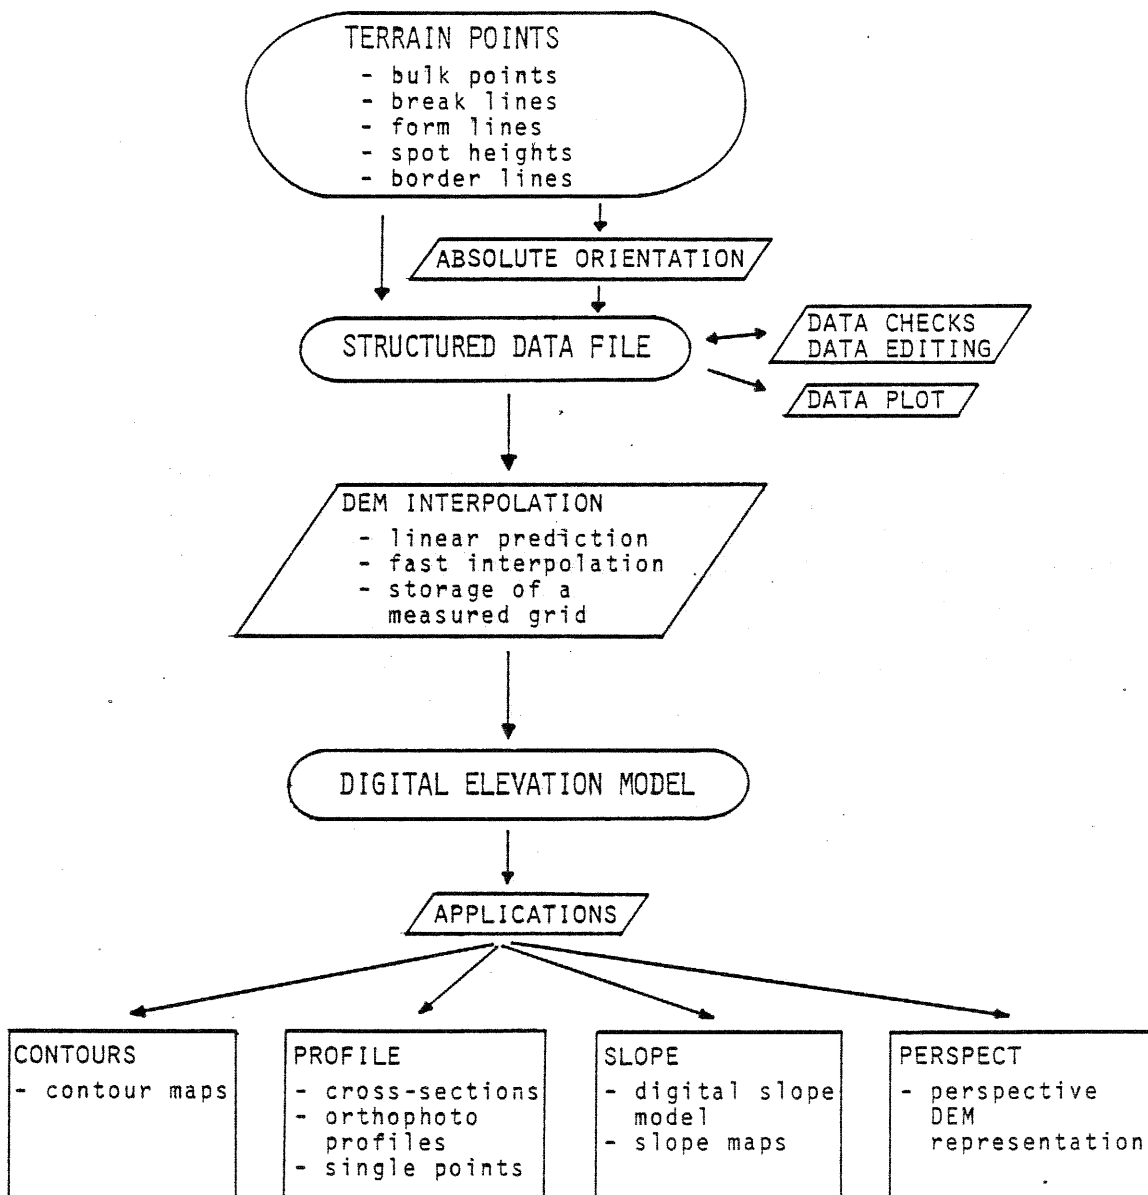 TERRAIN POINTS
- bulk points
- break lines
- form lines
- spot heights
- border lines
ABSOLUTE ORIENTATION
STRUCTURED DATA FILE
DATA CHECKS
DATA EDITING
DATA PLOT
DEM INTERPOLATION
- linear prediction
- fast interpolation
- storage of a
measured grid
DIGITAL ELEVATION MODEL
APPLICATIONS
CONTOURS
- contour maps
PROFILE
- cross-sections
- orthophoto
profiles
- single points
SLOPE
- digital slope
model
- slope maps
PERSPECT
- perspective
DEM
representation